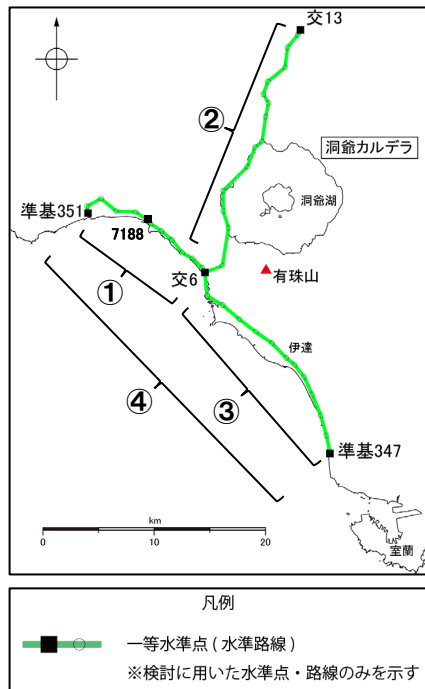 交13
②
洞爺カルデラ
洞爺湖
準基351
7188
有珠山
交6
①
伊達
④
③
準基347
km
0 10 20
室蘭
凡例
一等水準点(水準路線)
※検討に用いた水準点・路線のみを示す